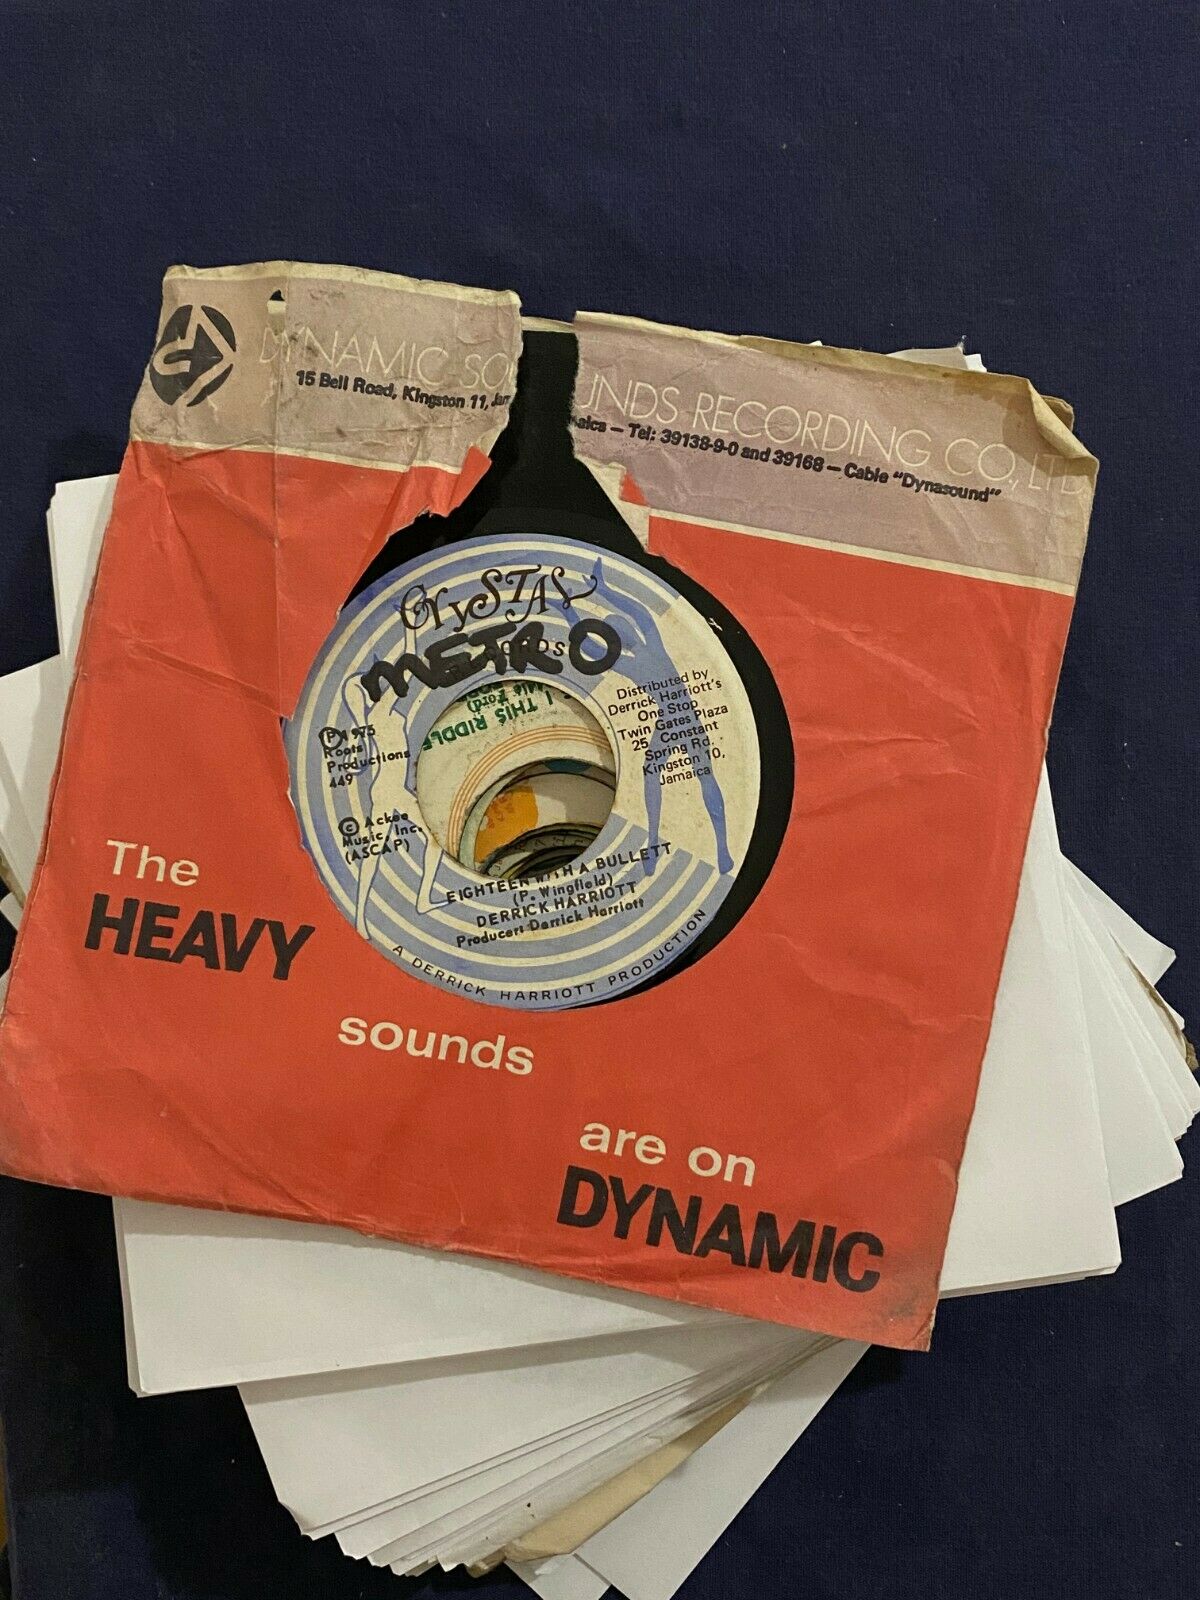 DYNAMIC SOUNDS RECORDING CO., LTD.
15 Bell Road, Kingston 11, Jamaica – Tel: 39138-9-0 and 39168 – Cable "Dynasound"
CrySTAL
RECORDS
METRO
Distributed by
Derrick Harriott's
One Stop
Twin Gates Plaza
25 Constant
Spring Rd.
Kingston 10,
Jamaica
℗ 1975
Roots
Productions
449
© Ackee
Music, Inc.
(ASCAP)
THIS RIDDLE
EIGHTEEN WITH A BULLETT
(P. Wingfield)
DERRICK HARRIOTT
Producer: Derrick Harriott
A DERRICK HARRIOTT PRODUCTION
The
HEAVY
sounds
are on
DYNAMIC